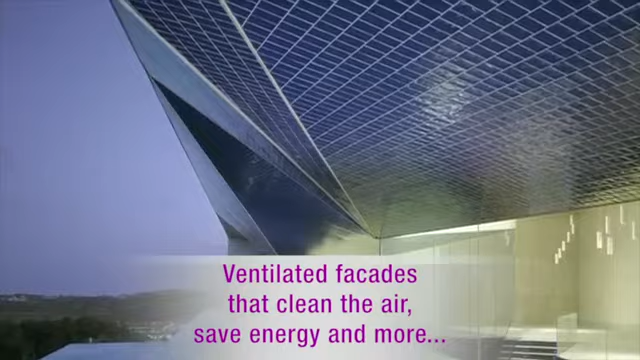 Ventilated facades
that clean the air,
save energy and more...